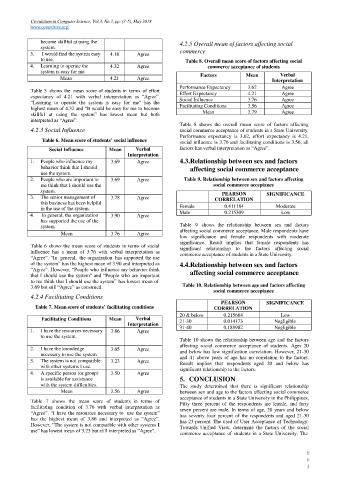 Circulation in Computer Science, Vol.3, No.5, pp: (1-5), May 2018
become skillful at using the
system.
3. I would find the system easy 4.18 Agree
to use.
4. Learning to operate the 4.32 Agree
system is easy for me.
Mean 4.21 Agree
Table 5 shows the mean score of students in terms of effort
expectancy of 4.21 with verbal interpretation as "Agree".
"Learning to operate the system is easy for me" has the
highest mean of 4.32 and "It would be easy for me to become
skillful at using the system" has lowest mean but both
interpreted as "Agree".
4.2.3 Social Influence
Table 6. Mean score of students' social influence
Social Influence Mean Verbal
Interpretation
1. People who influence my 3.69 Agree
behavior think that I should
use the system.
2. People who are important to 3.69 Agree
me think that I should use the
system.
3. The senior management of 3.78 Agree
this business has been helpful
in the use of the system.
4. In general, the organization 3.90 Agree
has supported the use of the
system.
Mean 3.76 Agree
Table 6 shows the mean score of students in terms of social
influence has a mean of 3.76 with verbal interpretation as
"Agree". "In general, the organization has supported the use
of the system" has the highest mean of 3.90 and interpreted as
"Agree". However, "People who influence my behavior think
that I should use the system" and "People who are important
to me think that I should use the system" has lowest mean of
3.69 but still "Agree" as construed.
4.2.4 Facilitating Conditions
Table 7. Mean score of students' facilitating conditions
Facilitating Conditions Mean Verbal
Interpretation
1. I have the resources necessary 3.86 Agree
to use the system.
2. I have the knowledge 3.65 Agree
necessary to use the system.
3. The system is not compatible 3.23 Agree
with other systems I use.
4. A specific person (or group) 3.50 Agree
is available for assistance
with the system difficulties.
Mean 3.56 Agree
Table 7 shows the mean score of students in terms of
facilitating condition of 3.76 with verbal interpretation as
"Agree". "I have the resources necessary to use the system"
has the highest mean of 3.86 and interpreted as "Agree".
However, "The system is not compatible with other systems I
use" has lowest mean of 3.23 but still interpreted as "Agree".
4.2.5 Overall mean of factors affecting social
commerce
Table 8. Overall mean score of factors affecting social
commerce acceptance of students
Factors Mean Verbal
Interpretation
Performance Expectancy 3.62 Agree
Effort Expectancy 4.21 Agree
Social Influence 3.76 Agree
Facilitating Conditions 3.56 Agree
Mean 3.79 Agree
Table 8 shows the overall mean score of factors affecting
social commerce acceptance of students in a State University.
Performance expectancy is 3.62, effort expectancy is 4.21,
social influence is 3.76 and facilitating conditions is 3.56, all
factors has verbal interpretation as "Agree".
4.3.Relationship between sex and factors
affecting social commerce acceptance
Table 9. Relationship between sex and factors affecting
social commerce acceptance
PEARSON SIGNIFICANCE
CORRELATION
Female 0.411184 Moderate
Male 0.215309 Low
Table 9 shows the relationship between sex and factors
affecting social commerce acceptance. Male respondents have
low significance and female respondents with moderate
significance. Result implies that female respondents has
significant relationship to the factors affecting social
commerce acceptance of students in a State University.
4.4.Relationship between sex and factors
affecting social commerce acceptance
Table 10. Relationship between age and factors affecting
social commerce acceptance
PEARSON SIGNIFICANCE
CORRELATION
20 & below 0.215668 Low
21-30 0.014173 Negligible
31-40 0.189982 Negligible
Table 10 shows the relationship between age and the factors
affecting social commerce acceptance of students. Ages 20
and below has low significance correlation. However, 21-30
and 41 above years of age has no correlation to the factors.
Result implies that respondents aged 20 and below has
significant relationship to the factors.
5. CONCLUSION
The study determined that there is significant relationship
between sex and age to the factors affecting social commerce
acceptance of students in a State University in the Philippines.
Fifty three percent of the respondents are female, and forty
seven percent are male. In terms of age, 20 years and below
has seventy four percent of the respondents and aged 21-30
has 23 percent. The used of User Acceptance of Technology:
Towards Unified View, determine the factors of the social
commerce acceptance of students in a State University. The